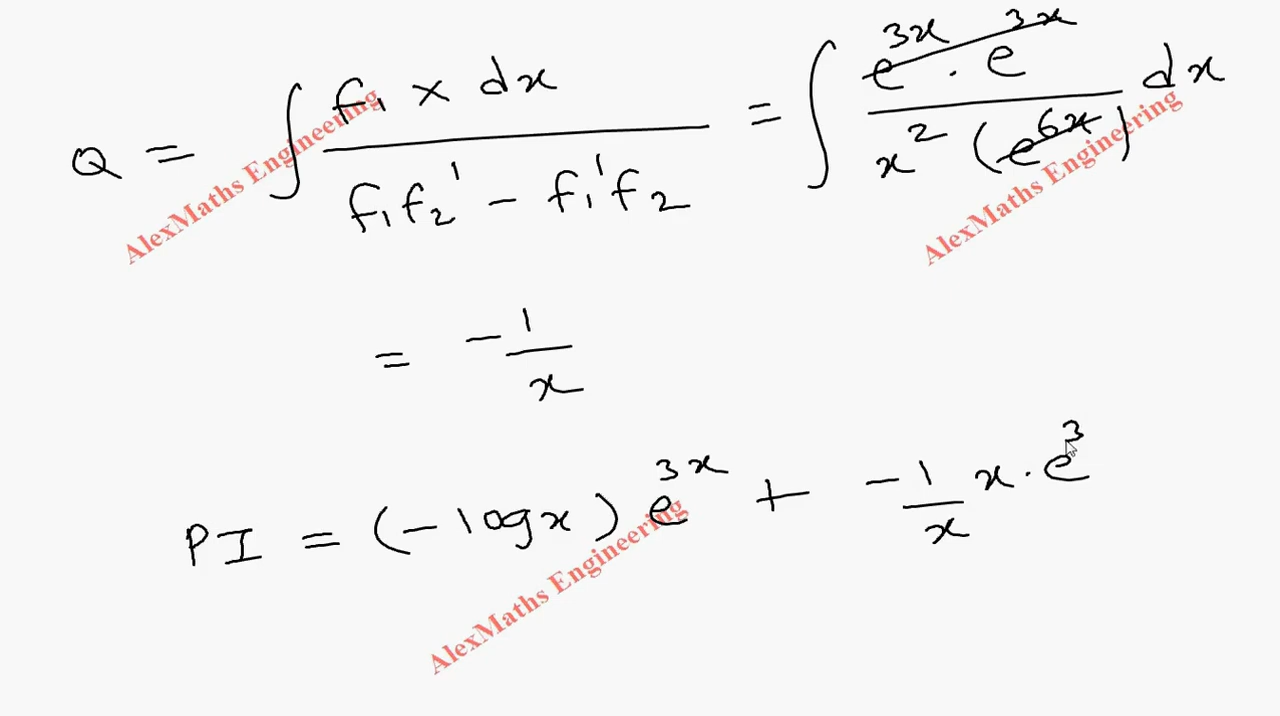 Q = ∫ f₁ X dx / (f₁f₂' − f₁'f₂) = ∫ e^{3x} · e^{3x} / (x² (e^{6x})) dx
= −1/x
PI = (−log x) e^{3x} + −1/x x · e^3
AlexMaths Engineering
AlexMaths Engineering
AlexMaths Engineering